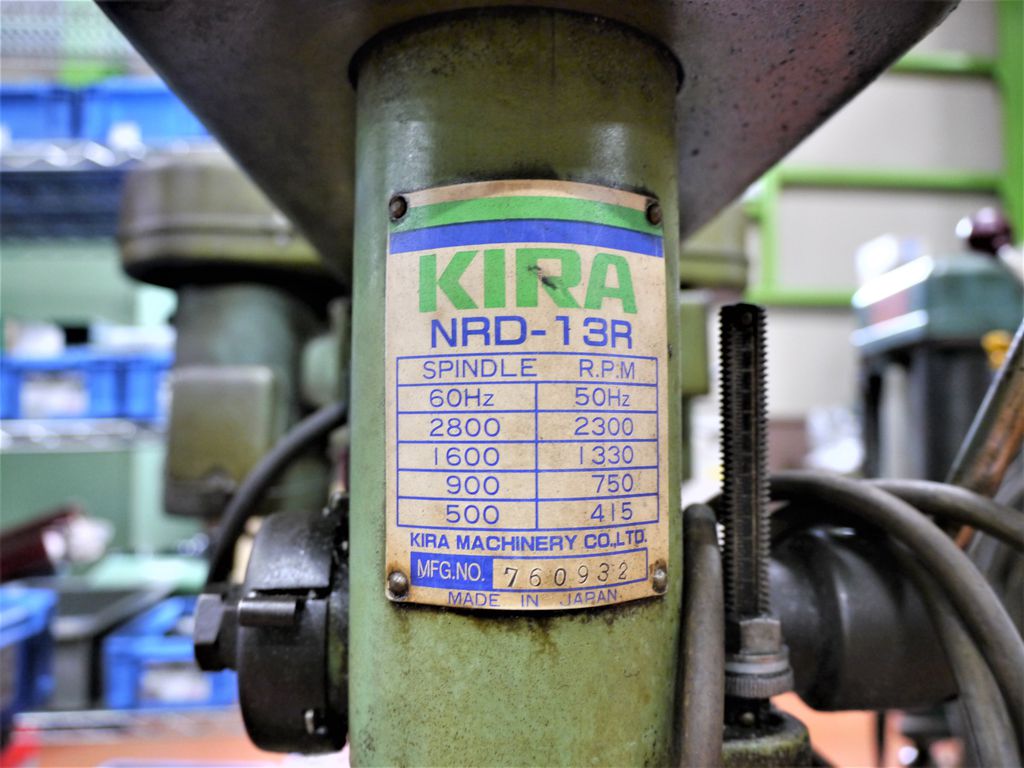 KIRA
NRD-13R
SPINDLE R.P.M
60Hz 50Hz
2800 2300
1600 1330
900 750
500 415
KIRA MACHINERY CO.,LTD.
MFG.NO. 760932
MADE IN JAPAN